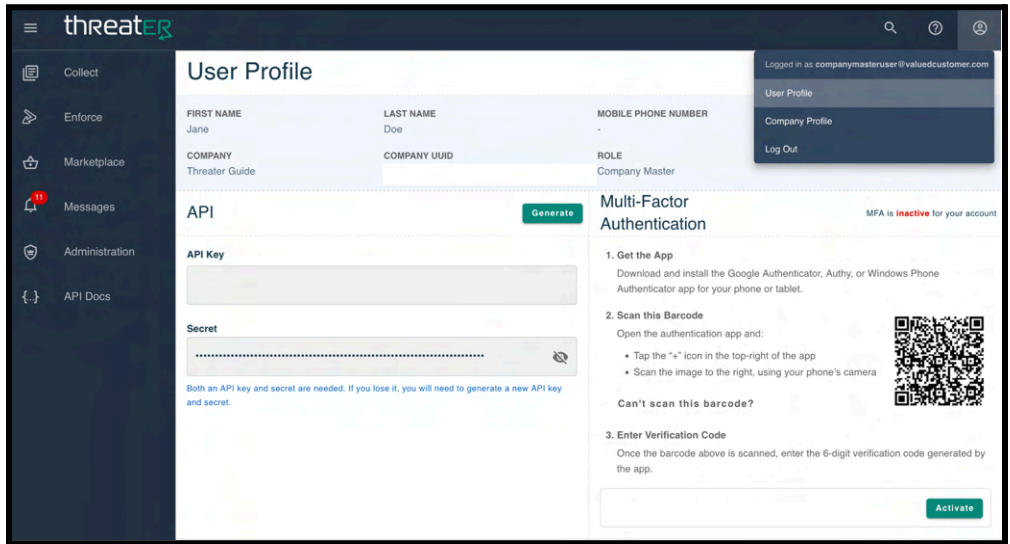 threatER
Logged in as companymasteruser@valuedcustomer.com
User Profile
Company Profile
Log Out
Collect
Enforce
Marketplace
11
Messages
Administration
{..} API Docs
User Profile
FIRST NAME
Jane
LAST NAME
Doe
MOBILE PHONE NUMBER
-
COMPANY
Threater Guide
COMPANY UUID
ROLE
Company Master
API
Generate
API Key
Secret
Both an API key and secret are needed. If you lose it, you will need to generate a new API key
and secret.
Multi-Factor
Authentication
MFA is inactive for your account
1. Get the App
Download and install the Google Authenticator, Authy, or Windows Phone
Authenticator app for your phone or tablet.
2. Scan this Barcode
Open the authentication app and:
• Tap the "+" icon in the top-right of the app
• Scan the image to the right, using your phone's camera
Can't scan this barcode?
3. Enter Verification Code
Once the barcode above is scanned, enter the 6-digit verification code generated by
the app.
Activate